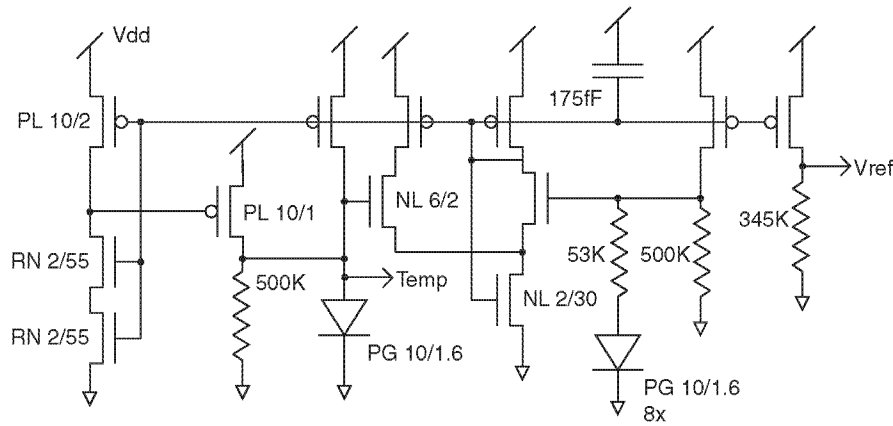 Vdd
PL 10/2
175fF
PL 10/1
NL 6/2
Vref
345K
RN 2/55
500K
Temp
53K
500K
NL 2/30
RN 2/55
PG 10/1.6
PG 10/1.6
8x